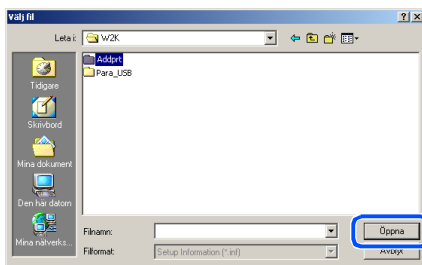 Välj fil
Leta i: W2K
Addprt
Para_USB
Tidigare
Skrivbord
Mina dokument
Den här datorn
Mina nätverks...
Filnamn:
Öppna
Filformat: Setup Information (*.inf)
Avbryt